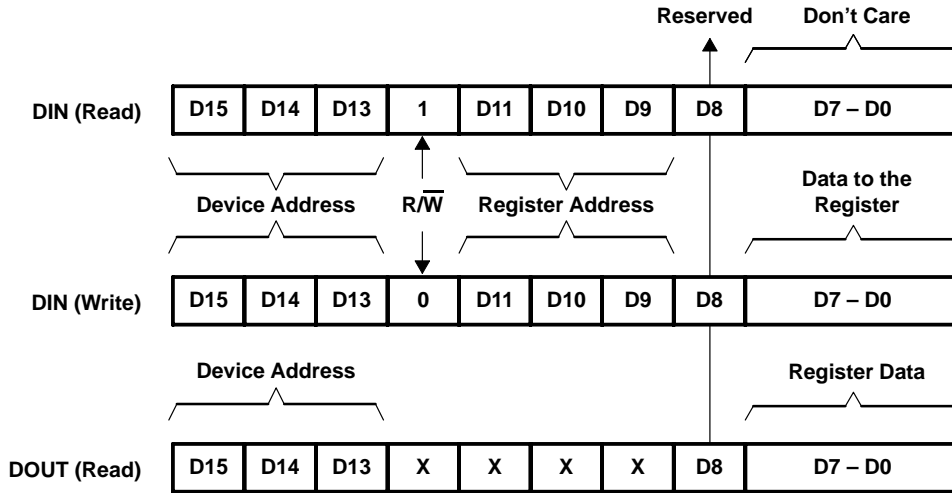 Reserved Don't Care
DIN (Read) D15 D14 D13 1 D11 D10 D9 D8 D7 – D0
Device Address R/W̅ Register Address Data to the
Register
DIN (Write) D15 D14 D13 0 D11 D10 D9 D8 D7 – D0
Device Address Register Data
DOUT (Read) D15 D14 D13 X X X X D8 D7 – D0